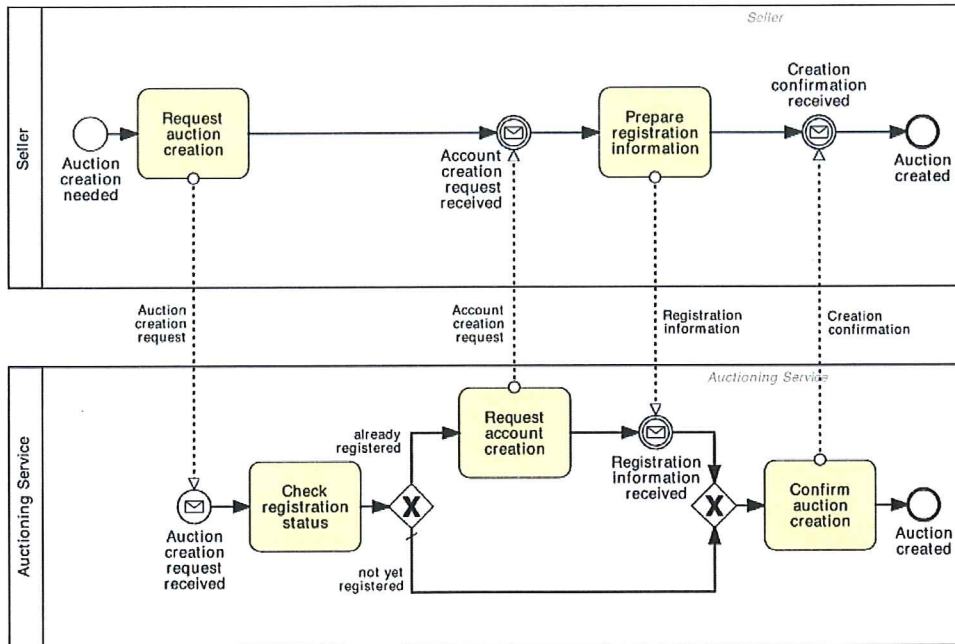 Seller
Seller
Auction
creation
needed
Request
auction
creation
Account
creation
request
received
Prepare
registration
information
Creation
confirmation
received
Auction
created
Auction
creation
request
Account
creation
request
Registration
information
Creation
confirmation
Auctioning Service
Auctioning Service
Auction
creation
request
received
Check
registration
status
already
registered
not yet
registered
Request
account
creation
Registration
information
received
Confirm
auction
creation
Auction
created